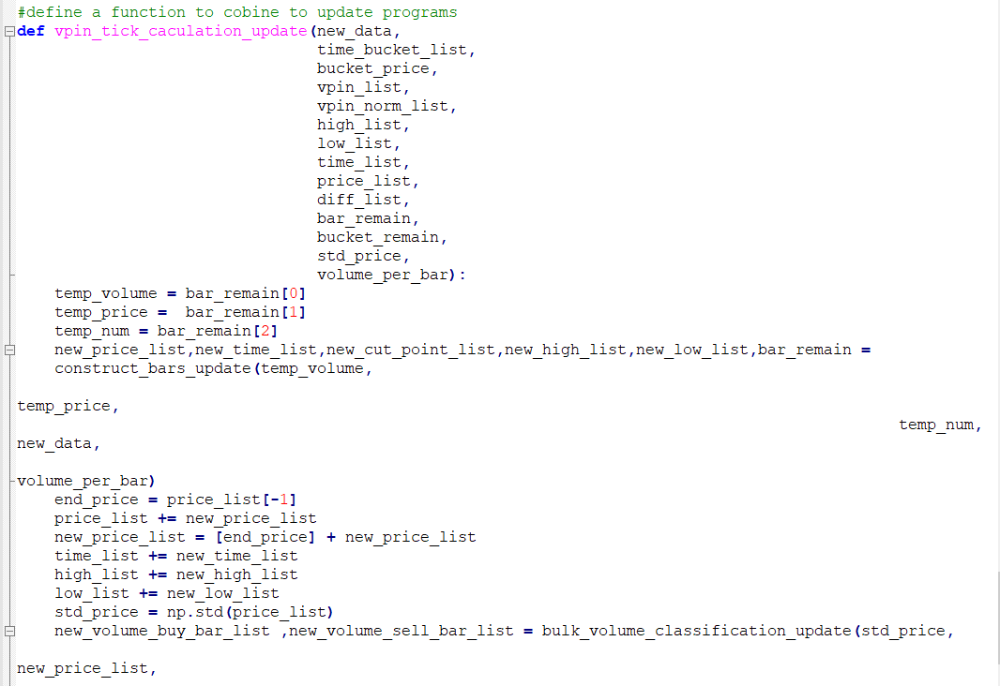 #define a function to cobine to update programs
def vpin_tick_caculation_update(new_data,
time_bucket_list,
bucket_price,
vpin_list,
vpin_norm_list,
high_list,
low_list,
time_list,
price_list,
diff_list,
bar_remain,
bucket_remain,
std_price,
volume_per_bar):
temp_volume = bar_remain[0]
temp_price =  bar_remain[1]
temp_num = bar_remain[2]
new_price_list,new_time_list,new_cut_point_list,new_high_list,new_low_list,bar_remain =
construct_bars_update(temp_volume,
temp_price,
temp_num,
new_data,
volume_per_bar)
end_price = price_list[-1]
price_list += new_price_list
new_price_list = [end_price] + new_price_list
time_list += new_time_list
high_list += new_high_list
low_list += new_low_list
std_price = np.std(price_list)
new_volume_buy_bar_list ,new_volume_sell_bar_list = bulk_volume_classification_update(std_price,
new_price_list,